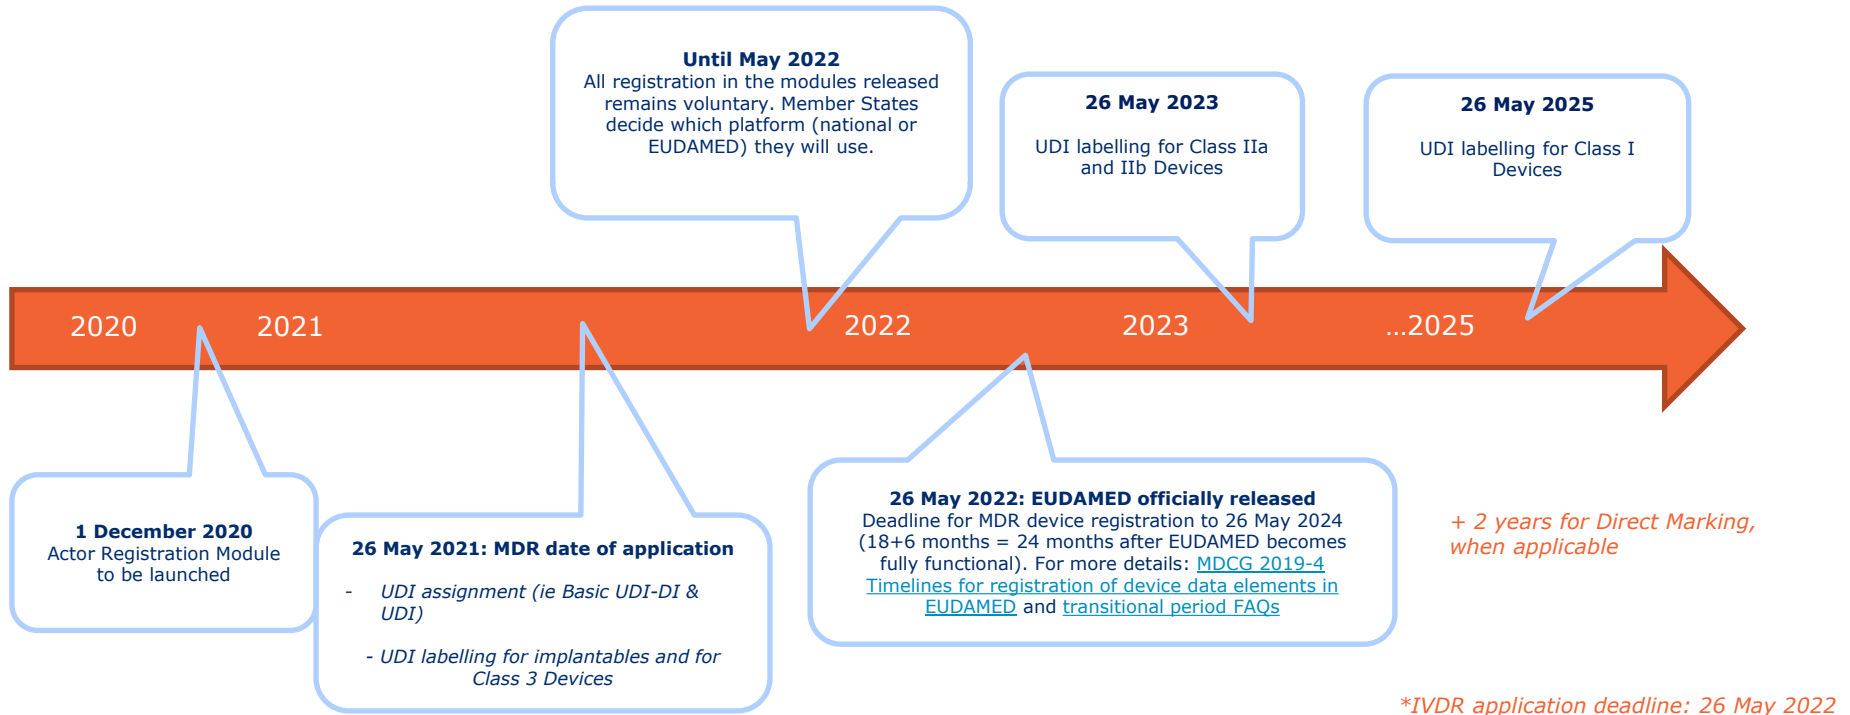 Until May 2022
All registration in the modules released
remains voluntary. Member States
decide which platform (national or
EUDAMED) they will use.
26 May 2023
UDI labelling for Class IIa
and IIb Devices
26 May 2025
UDI labelling for Class I
Devices
2020
2021
2022
2023
...2025
1 December 2020
Actor Registration Module
to be launched
26 May 2021: MDR date of application
- UDI assignment (ie Basic UDI-DI &
UDI)
- UDI labelling for implantables and for
Class 3 Devices
26 May 2022: EUDAMED officially released
Deadline for MDR device registration to 26 May 2024
(18+6 months = 24 months after EUDAMED becomes
fully functional). For more details: MDCG 2019-4
Timelines for registration of device data elements in
EUDAMED and transitional period FAQs
+ 2 years for Direct Marking,
when applicable
*IVDR application deadline: 26 May 2022